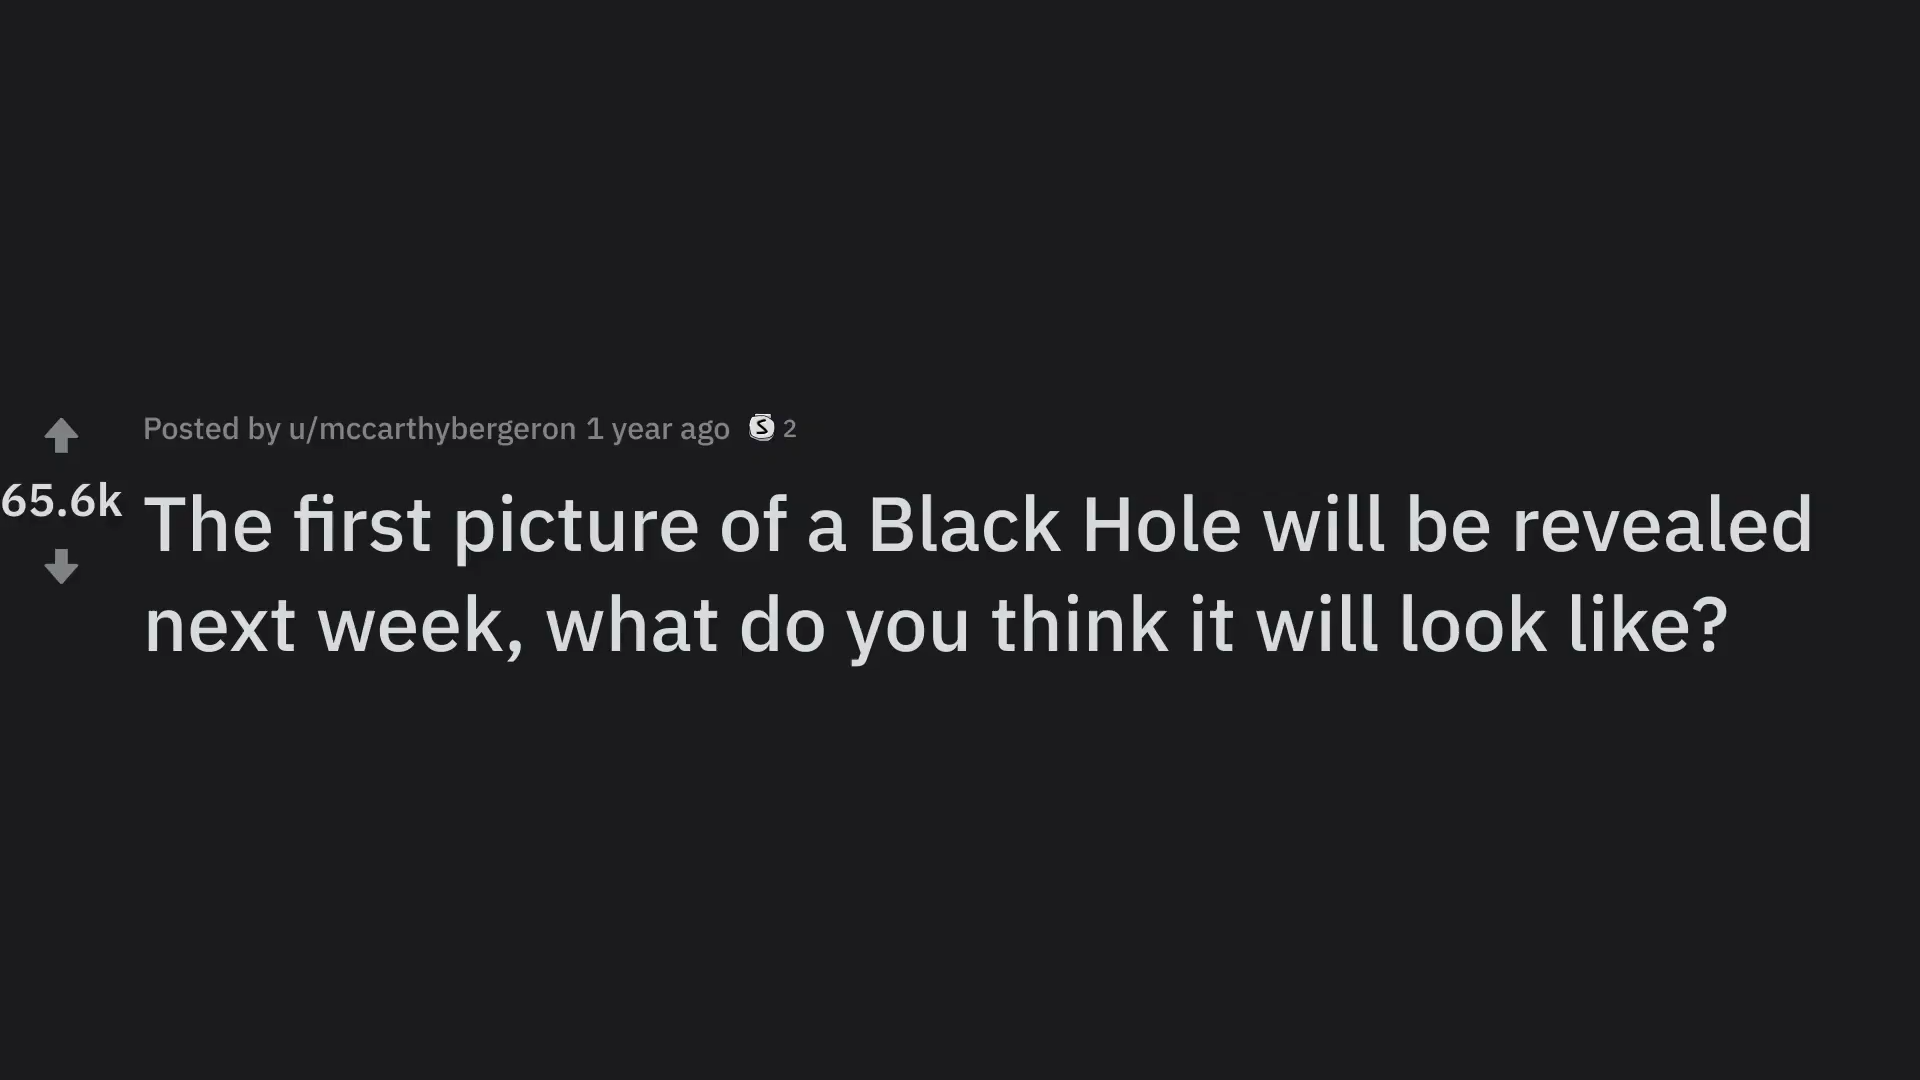 Posted by u/mccarthybergeron 1 year ago S 2
65.6k
The first picture of a Black Hole will be revealed
next week, what do you think it will look like?